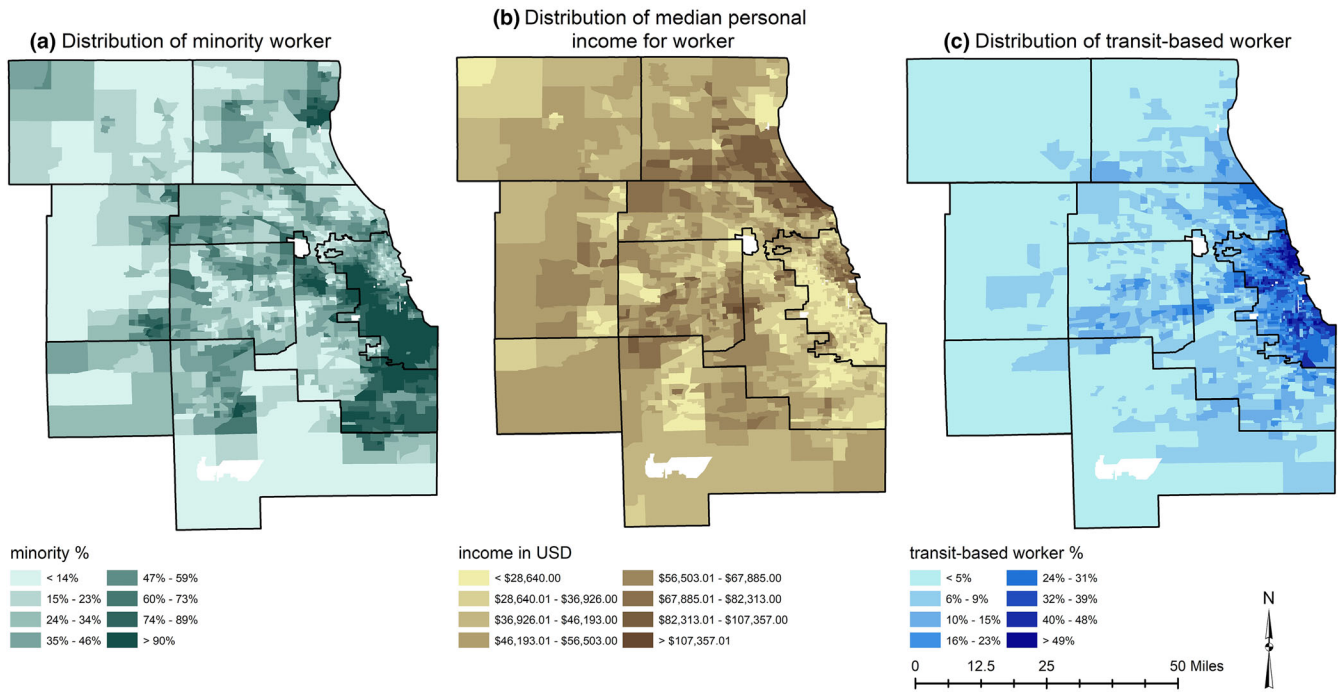 (a) Distribution of minority worker
(b) Distribution of median personal
income for worker
(c) Distribution of transit-based worker
minority %
< 14%
15% - 23%
24% - 34%
35% - 46%
47% - 59%
60% - 73%
74% - 89%
> 90%
income in USD
< $28,640.00
$28,640.01 - $36,926.00
$36,926.01 - $46,193.00
$46,193.01 - $56,503.00
$56,503.01 - $67,885.00
$67,885.01 - $82,313.00
$82,313.01 - $107,357.00
> $107,357.01
transit-based worker %
< 5%
6% - 9%
10% - 15%
16% - 23%
24% - 31%
32% - 39%
40% - 48%
> 49%
0 12.5 25 50 Miles
N